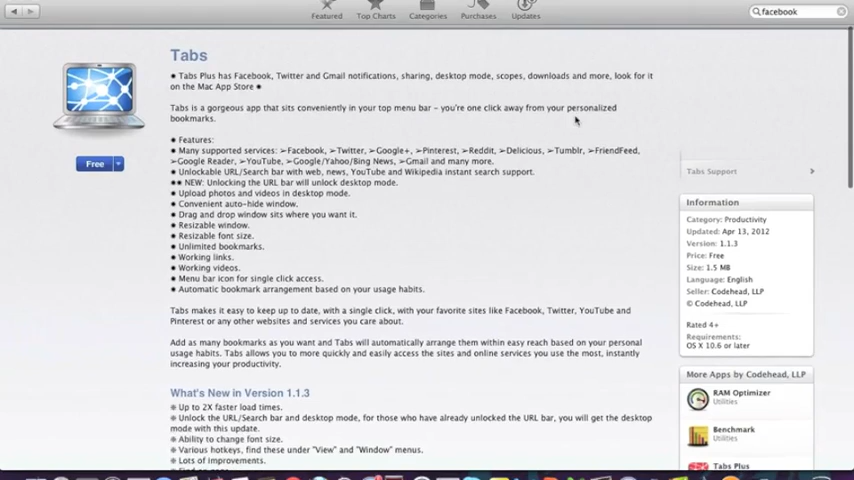 Featured Top Charts Categories Purchases Updates
facebook
Tabs
✷ Tabs Plus has Facebook, Twitter and Gmail notifications, sharing, desktop mode, scopes, downloads and more, look for it
on the Mac App Store ✷
Tabs is a gorgeous app that sits conveniently in your top menu bar - you're one click away from your personalized
bookmarks.
✷ Features:
✷ Many supported services: ➢Facebook, ➢Twitter, ➢Google+, ➢Pinterest, ➢Reddit, ➢Delicious, ➢Tumblr, ➢FriendFeed,
➢Google Reader, ➢YouTube, ➢Google/Yahoo/Bing News, ➢Gmail and many more.
✷ Unlockable URL/Search bar with web, news, YouTube and Wikipedia instant search support.
✷✷ NEW: Unlocking the URL bar will unlock desktop mode.
✷ Upload photos and videos in desktop mode.
✷ Convenient auto-hide window.
✷ Drag and drop window sits where you want it.
✷ Resizable window.
✷ Resizable font size.
✷ Unlimited bookmarks.
✷ Working links.
✷ Working videos.
✷ Menu bar icon for single click access.
✷ Automatic bookmark arrangement based on your usage habits.
Tabs makes it easy to keep up to date, with a single click, with your favorite sites like Facebook, Twitter, YouTube and
Pinterest or any other websites and services you care about.
Add as many bookmarks as you want and Tabs will automatically arrange them within easy reach based on your personal
usage habits. Tabs allows you to more quickly and easily access the sites and online services you use the most, instantly
increasing your productivity.
What's New in Version 1.1.3
❈ Up to 2X faster load times.
❈ Unlock the URL/Search bar and desktop mode, for those who have already unlocked the URL bar, you will get the desktop
mode with this update.
❈ Ability to change font size.
❈ Various hotkeys, find these under "View" and "Window" menus.
❈ Lots of improvements.
Free
Tabs Support
Information
Category: Productivity
Updated: Apr 13, 2012
Version: 1.1.3
Price: Free
Size: 1.5 MB
Language: English
Seller: Codehead, LLP
© Codehead, LLP
Rated 4+
Requirements:
OS X 10.6 or later
More Apps by Codehead, LLP
RAM Optimizer
Utilities
Benchmark
Utilities
Tabs Plus